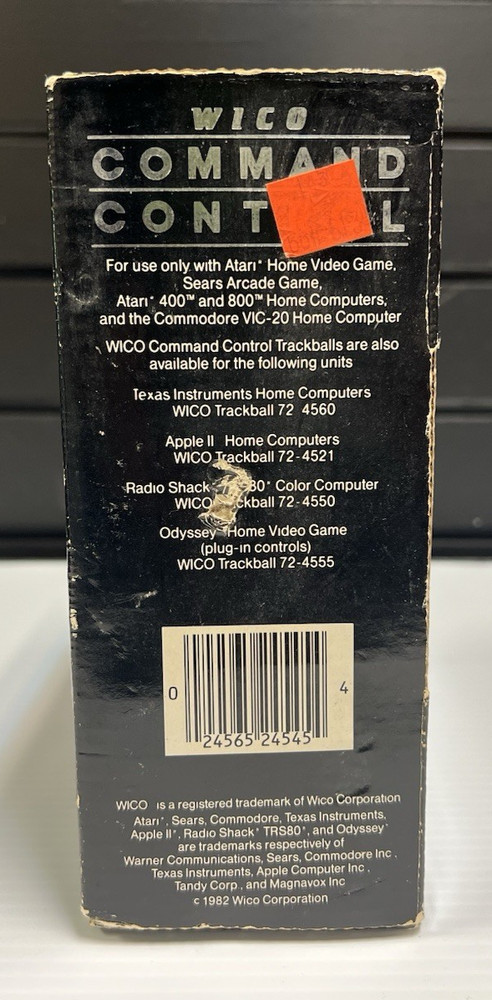 WICO
COMMAND
CONT L
For use only with Atari® Home Video Game,
Sears Arcade Game,
Atari® 400™ and 800™ Home Computers,
and the Commodore VIC-20 Home Computer
WICO Command Control Trackballs are also
available for the following units
Texas Instruments Home Computers
WICO Trackball 72 4560
Apple II Home Computers
WICO Trackball 72-4521
Radio Shack 80® Color Computer
WICO ckball 72-4550
Odyssey® Home Video Game
(plug-in controls)
WICO Trackball 72-4555
0 24565 24545 4
WICO is a registered trademark of Wico Corporation
Atari®, Sears, Commodore, Texas Instruments,
Apple II®, Radio Shack® TRS80®, and Odyssey®
are trademarks respectively of
Warner Communications, Sears, Commodore Inc.,
Texas Instruments, Apple Computer Inc.,
Tandy Corp., and Magnavox Inc
c 1982 Wico Corporation